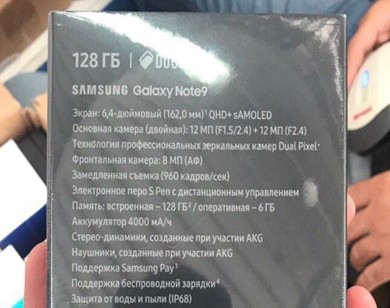 128 ГБ
SAMSUNG Galaxy Note9
Экран: 6,4-дюймовый (162,0 мм)¹ QHD+ sAMOLED
Основная камера (двойная): 12 МП (F1.5/2.4) + 12 МП (F2.4)
Технология профессиональных зеркальных камер Dual Pixel
Фронтальная камера: 8 МП (АФ)
Замедленная съемка (960 кадров/сек)
Электронное перо S Pen с дистанционным управлением
Память: встроенная – 128 ГБ² / оперативная – 6 ГБ
Аккумулятор 4000 мА/ч
Стерео-динамики, созданные при участии AKG
Наушники, созданные при участии AKG
Поддержка Samsung Pay³
Поддержка беспроводной зарядки⁴
Защита от воды и пыли (IP68)